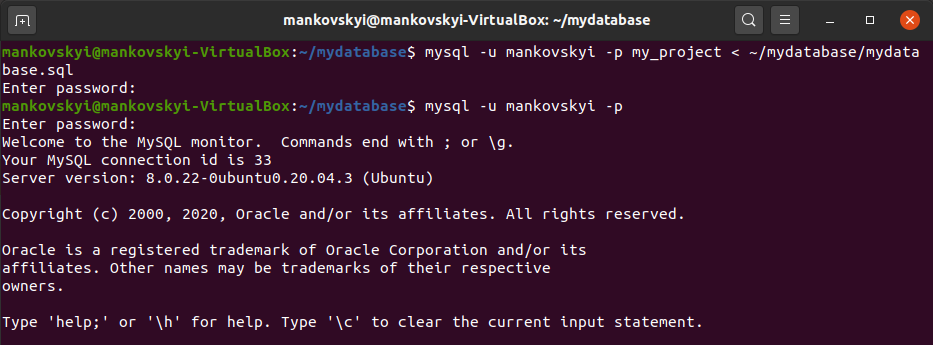 mankovskyi@mankovskyi-VirtualBox: ~/mydatabase
mankovskyi@mankovskyi-VirtualBox:~/mydatabase$ mysql -u mankovskyi -p my_project < ~/mydatabase/mydata
base.sql
Enter password:
mankovskyi@mankovskyi-VirtualBox:~/mydatabase$ mysql -u mankovskyi -p
Enter password:
Welcome to the MySQL monitor.  Commands end with ; or \g.
Your MySQL connection id is 33
Server version: 8.0.22-0ubuntu0.20.04.3 (Ubuntu)
Copyright (c) 2000, 2020, Oracle and/or its affiliates. All rights reserved.
Oracle is a registered trademark of Oracle Corporation and/or its
affiliates. Other names may be trademarks of their respective
owners.
Type 'help;' or '\h' for help. Type '\c' to clear the current input statement.